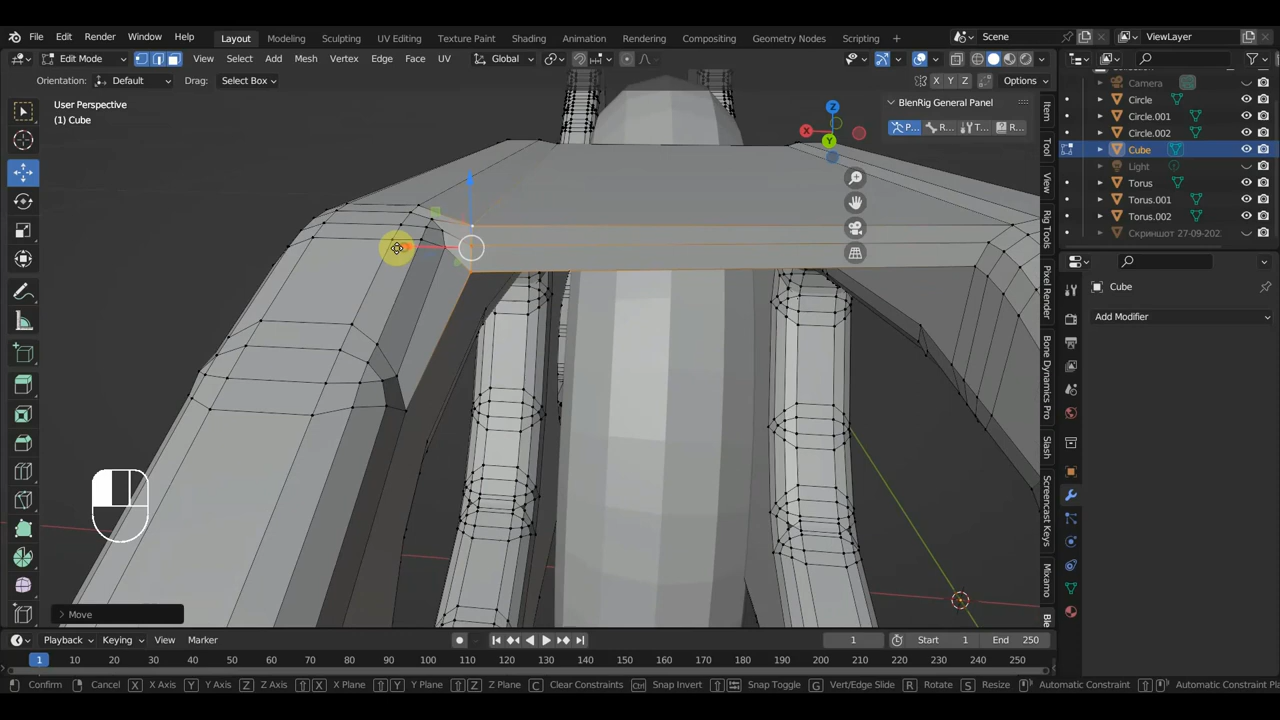 File Edit Render Window Help Layout Modeling Sculpting UV Editing Texture Paint Shading Animation Rendering Compositing Geometry Nodes Scripting + Scene ViewLayer
Edit Mode View Select Add Mesh Vertex Edge Face UV Global
Orientation: Default Drag: Select Box X Y Z Options
User Perspective
(1) Cube
BlenRig General Panel
P... R... T... R...
Z
X
Y
Item
Tool
View
Rig Tools
Pixel Render
Bone Dynamics Pro
Slash
Screencast Keys
Mixamo
Ble
Camera
Circle
Circle.001
Circle.002
Cube
Light
Torus
Torus.001
Torus.002
Скриншот 27-09-202
Cube
Add Modifier
> Move
Playback Keying View Marker 1 Start 1 End 250
1 10 20 30 40 50 60 70 80 90 100 110 120 130 140 150 160 170 180 190 200 210 220 230 240 250
Confirm Cancel X X Axis Y Y Axis Z Z Axis X X Plane Y Y Plane Z Z Plane C Clear Constraints Ctrl Snap Invert Snap Toggle G Vert/Edge Slide R Rotate S Resize Automatic Constraint Automatic Constraint Plane